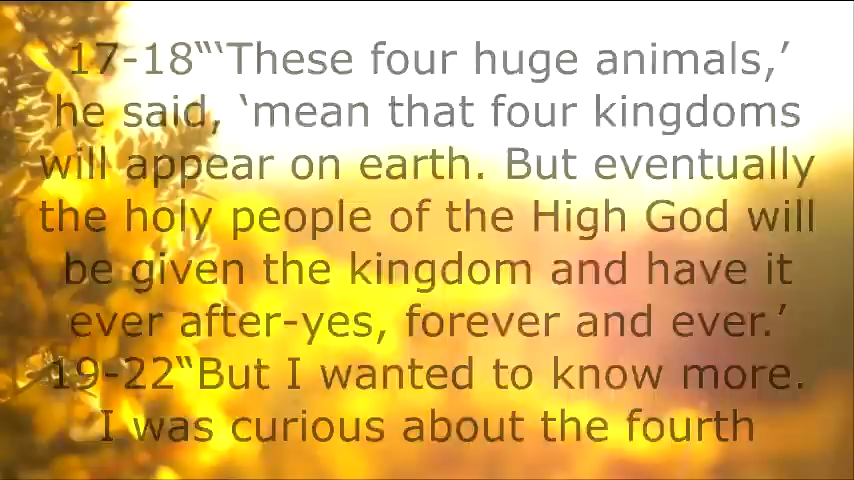 17-18“‘These four huge animals,’
he said, ‘mean that four kingdoms
will appear on earth. But eventually
the holy people of the High God will
be given the kingdom and have it
ever after-yes, forever and ever.’
19-22“But I wanted to know more.
I was curious about the fourth